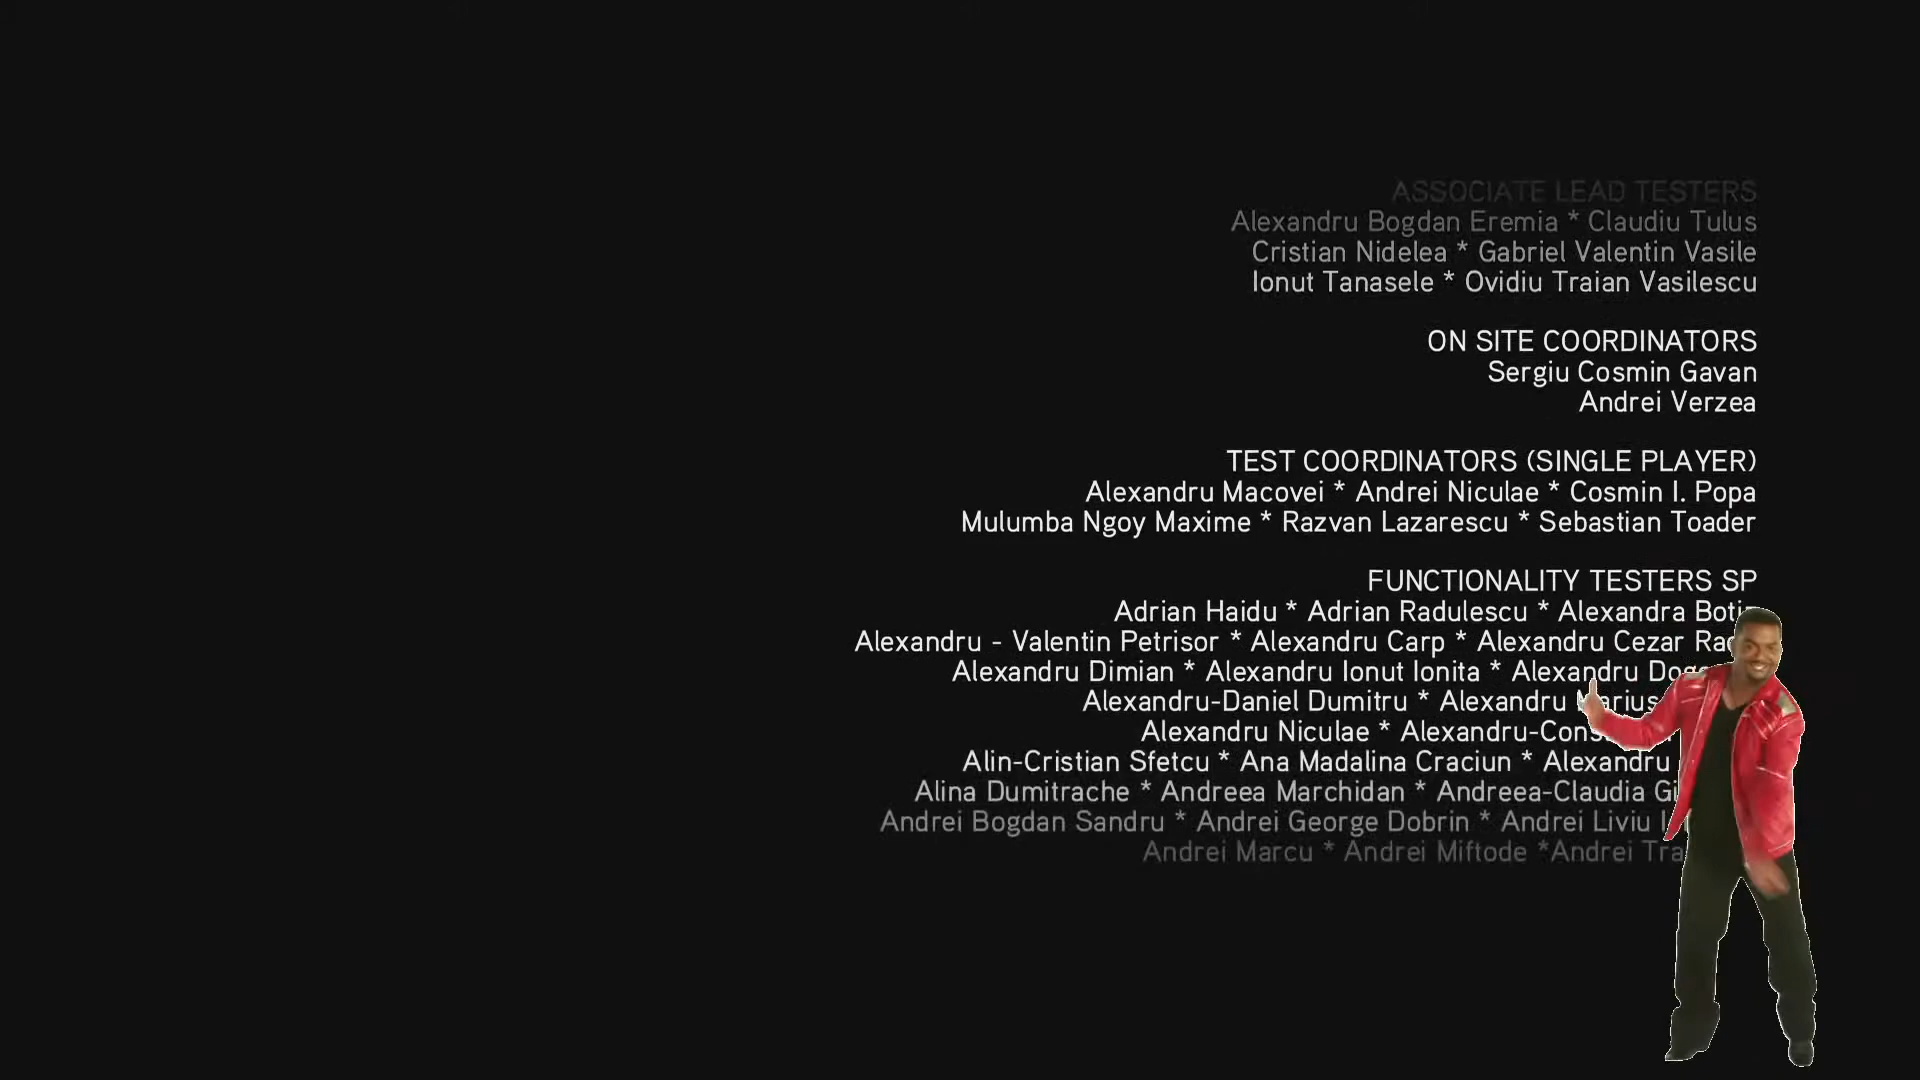 ASSOCIATE LEAD TESTERS
Alexandru Bogdan Eremia * Claudiu Tulus
Cristian Nidelea * Gabriel Valentin Vasile
Ionut Tanasele * Ovidiu Traian Vasilescu
ON SITE COORDINATORS
Sergiu Cosmin Gavan
Andrei Verzea
TEST COORDINATORS (SINGLE PLAYER)
Alexandru Macovei * Andrei Niculae * Cosmin I. Popa
Mulumba Ngoy Maxime * Razvan Lazarescu * Sebastian Toader
FUNCTIONALITY TESTERS SP
Adrian Haidu * Adrian Radulescu * Alexandra
Alexandru - Valentin Petrisor * Alexandru Carp * Alexandru Cezar
Alexandru Dimian * Alexandru Ionut Ionita * Alexandru
Alexandru-Daniel Dumitru * Alexandru
Alexandru Niculae *
Alin-Cristian Sfetcu * Ana Madalina Craciun * Alexandru
Alina Dumitrache * Andreea Marchidan * Andreea-Claudia
Andrei Bogdan Sandru * Andrei George Dobrin * Andrei Liviu
Andrei Marcu * Andrei Miftode *Andrei